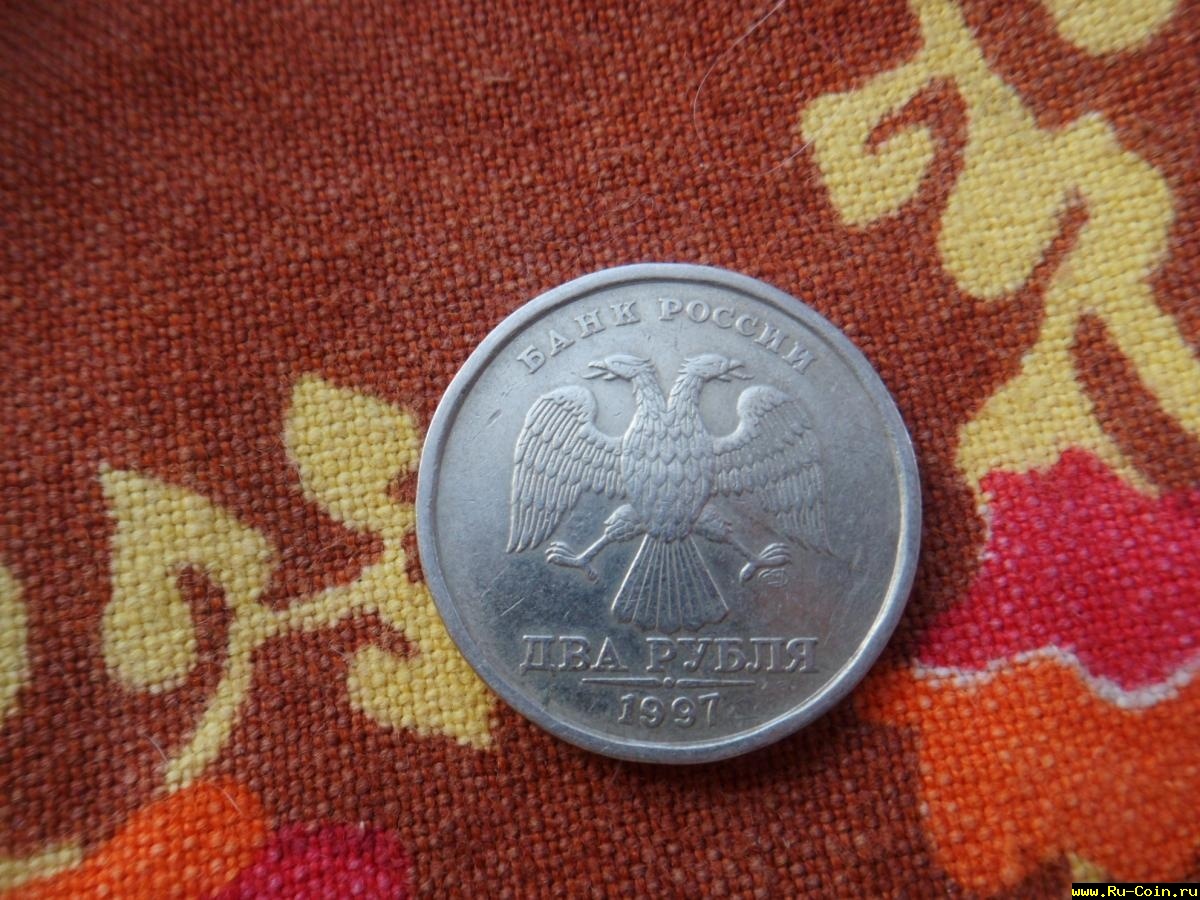 БАНК РОССИИ
ДВА РУБЛЯ
1997
www.Ru-Coin.ru